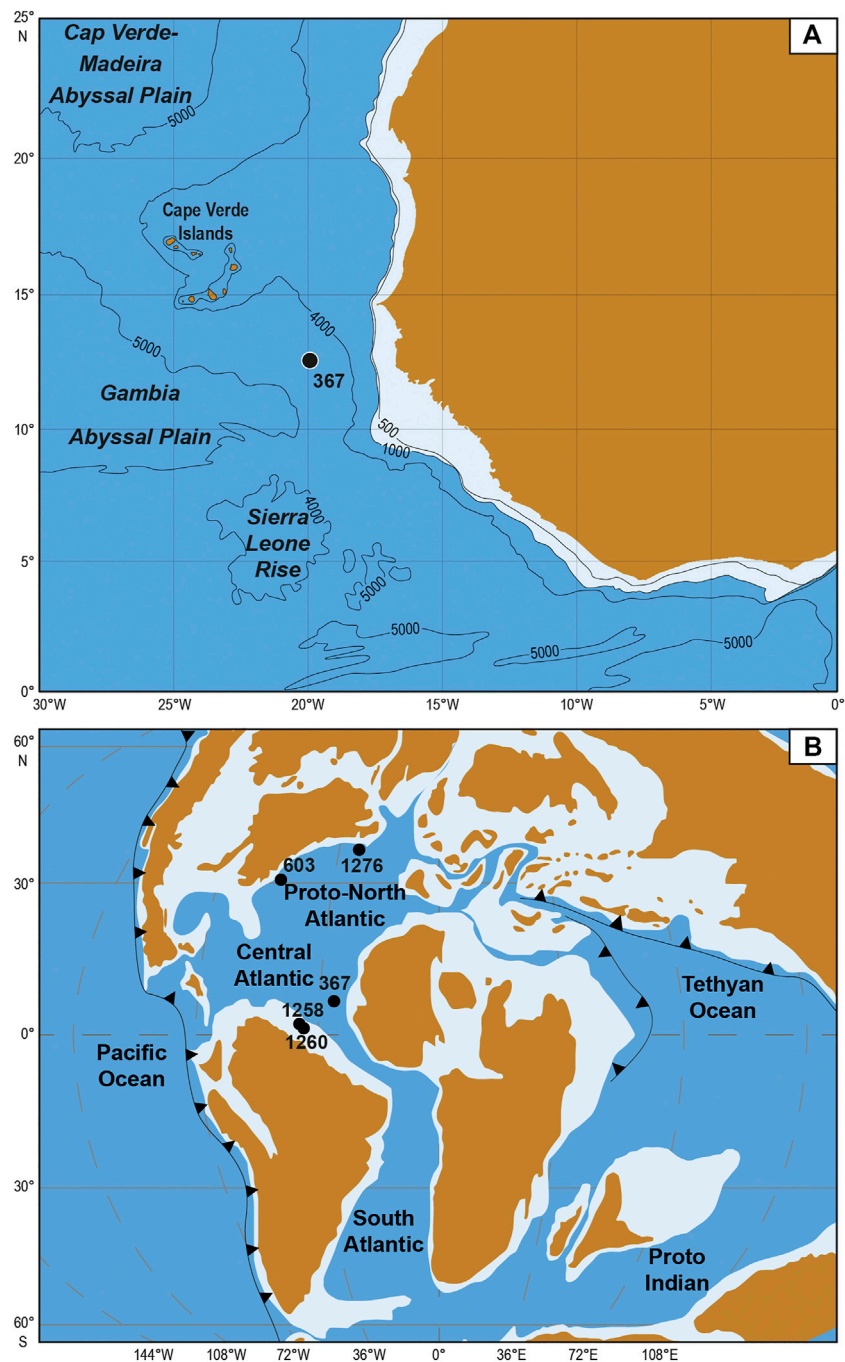 25°
N
A
Cap Verde-
Madeira
Abyssal Plain
5000
20°
Cape Verde
Islands
15°
4000
5000
367
Gambia
Abyssal Plain
10°
500
1000
4000
Sierra
Leone
Rise
5°
5000
5000
5000
5000
0°
30°W
25°W
20°W
15°W
10°W
5°W
0°
60°
N
B
603
1276
30°
Proto-North
Atlantic
Central
Atlantic
367
Tethyan
Ocean
1258
1260
0°
Pacific
Ocean
30°
South
Atlantic
Proto
Indian
60°
S
144°W
108°W
72°W
36°W
0°
36°E
72°E
108°E